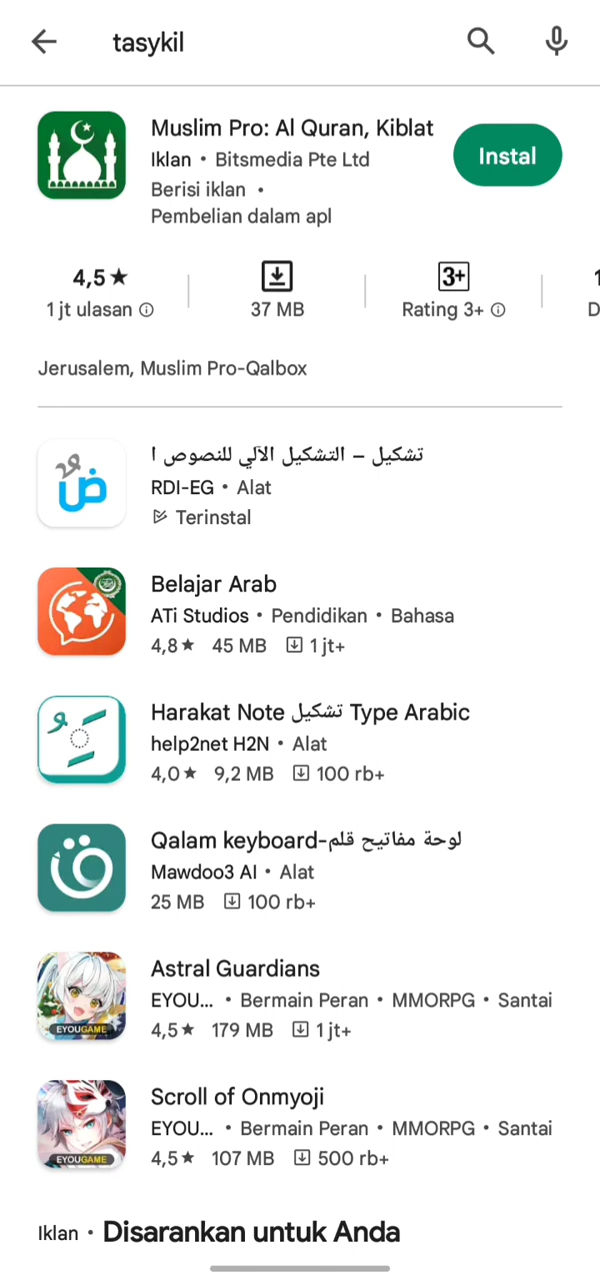 tasykil
Muslim Pro: Al Quran, Kiblat
Iklan • Bitsmedia Pte Ltd
Berisi iklan •
Pembelian dalam apl
Instal
4,5 ★
1 jt ulasan
37 MB
3+
Rating 3+
1
D
Jerusalem, Muslim Pro-Qalbox
تشكيل – التشكيل الآلي للنصوص ا
RDI-EG • Alat
Terinstal
Belajar Arab
ATi Studios • Pendidikan • Bahasa
4,8 ★ 45 MB 1 jt+
Harakat Note تشكيل Type Arabic
help2net H2N • Alat
4,0 ★ 9,2 MB 100 rb+
Qalam keyboard-لوحة مفاتيح قلم
Mawdoo3 AI • Alat
25 MB 100 rb+
Astral Guardians
EYOU... • Bermain Peran • MMORPG • Santai
4,5 ★ 179 MB 1 jt+
EYOUGAME
Scroll of Onmyoji
EYOU... • Bermain Peran • MMORPG • Santai
4,5 ★ 107 MB 500 rb+
EYOUGAME
Iklan • Disarankan untuk Anda